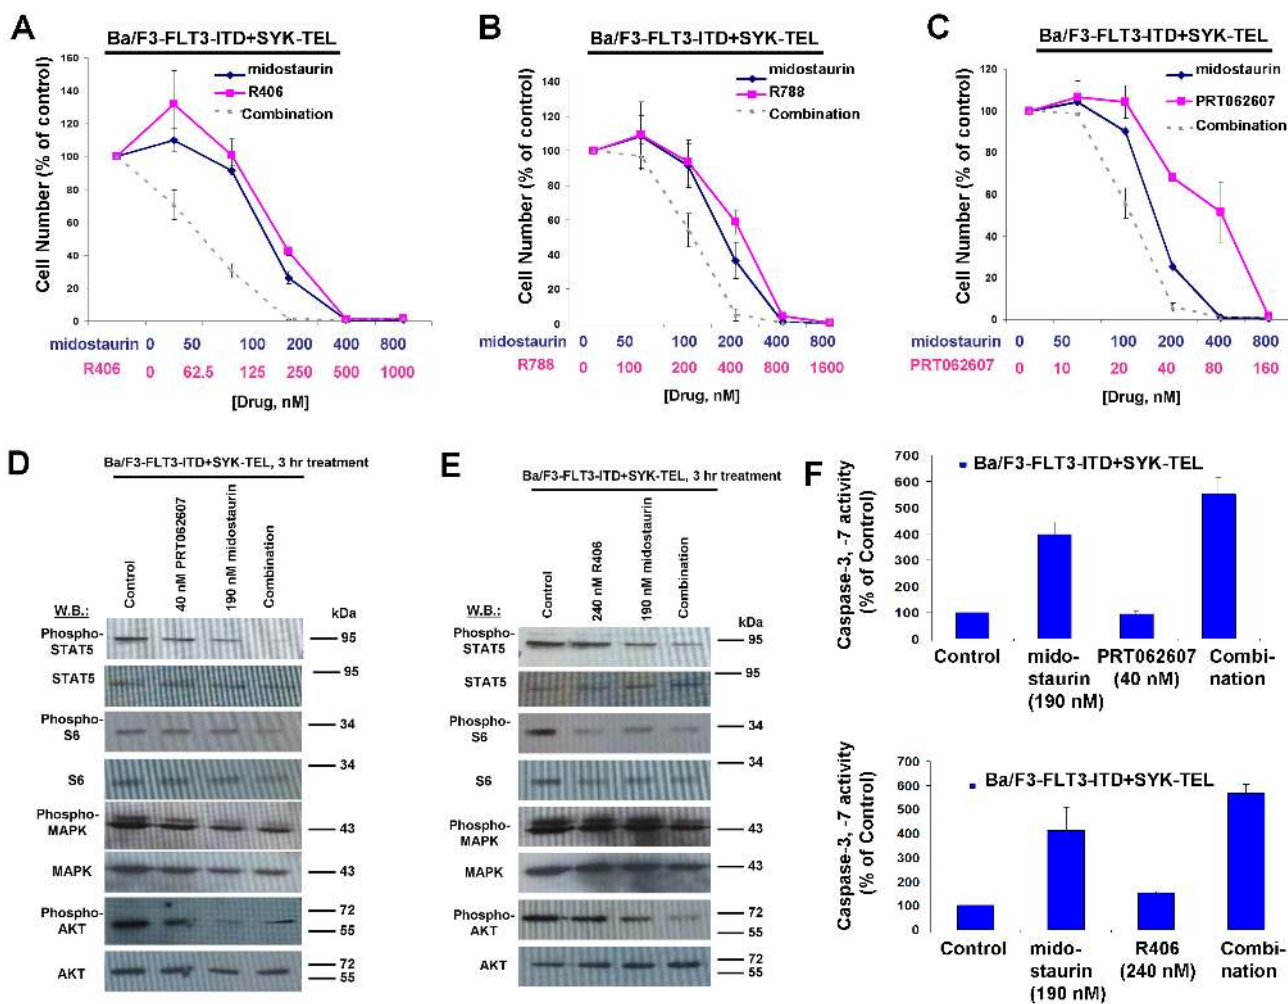 A
Ba/F3-FLT3-ITD+SYK-TEL
Cell Number (% of control)
160
140
120
100
80
60
40
20
0
midostaurin
R406
Combination
midostaurin 0 50 100 200 400 800
R406 0 62.5 125 250 500 1000
[Drug, nM]
B
Ba/F3-FLT3-ITD+SYK-TEL
Cell Number (% of control)
140
120
100
80
60
40
20
0
midostaurin
R788
Combination
midostaurin 0 50 100 200 400 800
R788 0 100 200 400 800 1600
[Drug, nM]
C
Ba/F3-FLT3-ITD+SYK-TEL
Cell Number (% of control)
120
100
80
60
40
20
0
midostaurin
PRT062607
Combination
midostaurin 0 50 100 200 400 800
PRT062607 0 10 20 40 80 160
[Drug, nM]
D
Ba/F3-FLT3-ITD+SYK-TEL, 3 hr treatment
Control
40 nM PRT062607
190 nM midostaurin
Combination
W.B.:
kDa
Phospho-
STAT5
95
STAT5
95
Phospho-
S6
34
S6
34
Phospho-
MAPK
43
MAPK
43
Phospho-
AKT
72
55
AKT
72
55
E
Ba/F3-FLT3-ITD+SYK-TEL, 3 hr treatment
Control
240 nM R406
190 nM midostaurin
Combination
W.B.:
kDa
Phospho-
STAT5
95
STAT5
95
Phospho-
S6
34
S6
34
Phospho-
MAPK
43
MAPK
43
Phospho-
AKT
72
55
AKT
72
55
F
Ba/F3-FLT3-ITD+SYK-TEL
Caspase-3, -7 activity
(% of Control)
700
600
500
400
300
200
100
0
Control
mido-
staurin
(190 nM)
PRT062607
(40 nM)
Combi-
nation
Ba/F3-FLT3-ITD+SYK-TEL
Caspase-3, -7 activity
(% of Control)
700
600
500
400
300
200
100
0
Control
mido-
staurin
(190 nM)
R406
(240 nM)
Combi-
nation